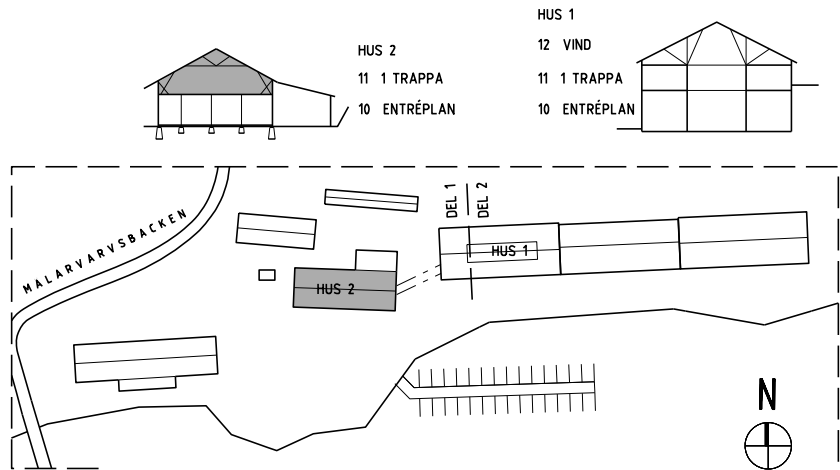 HUS 2
11 1 TRAPPA
10 ENTRÉPLAN
HUS 1
12 VIND
11 1 TRAPPA
10 ENTRÉPLAN
MALARVARVSBACKEN
DEL 1
DEL 2
HUS 1
HUS 2
N